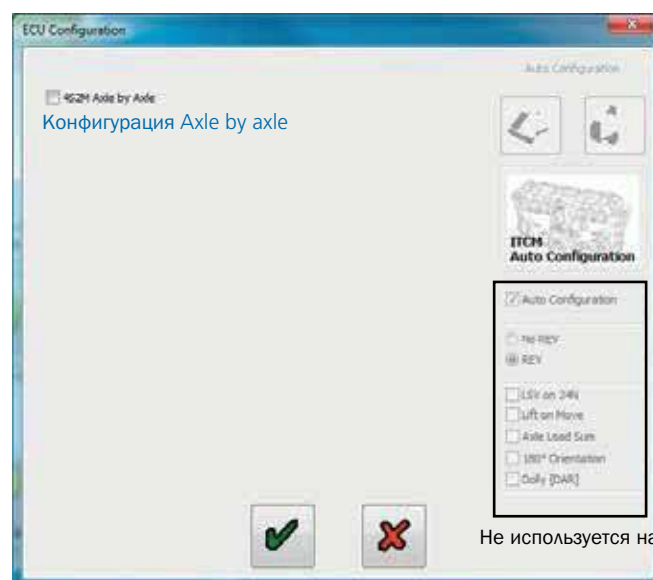 ECU Configuration
Auto Configuration
4S2M Axle by Axle
Конфигурация Axle by axle
ITCM
Auto Configuration
Auto Configuration
No REV
REV
LSV on 24N
Lift on Move
Axle Load Sum
180° Orientation
Dolly [DAR]
Не используется на